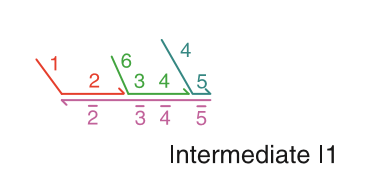 1 2 6 3 4 4 5
2̅ 3̅ 4̅ 5̅
Intermediate I1